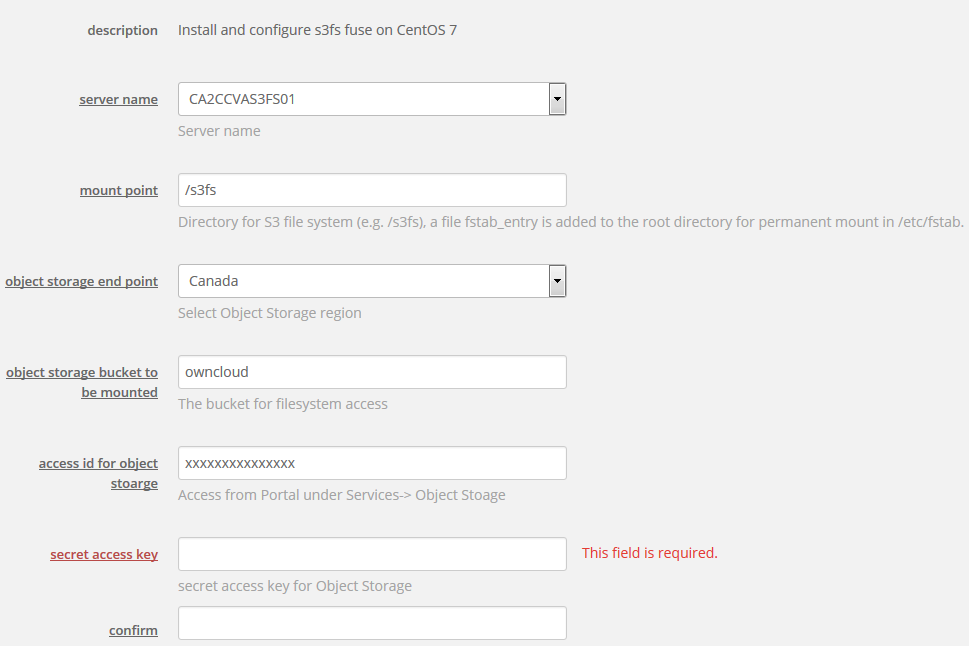 description Install and configure s3fs fuse on CentOS 7
server name CA2CCVAS3FS01
Server name
mount point /s3fs
Directory for S3 file system (e.g. /s3fs), a file fstab_entry is added to the root directory for permanent mount in /etc/fstab.
object storage end point Canada
Select Object Storage region
object storage bucket to
be mounted
owncloud
The bucket for filesystem access
access id for object
stoarge
xxxxxxxxxxxxxxx
Access from Portal under Services-> Object Stoage
secret access key This field is required.
secret access key for Object Storage
confirm